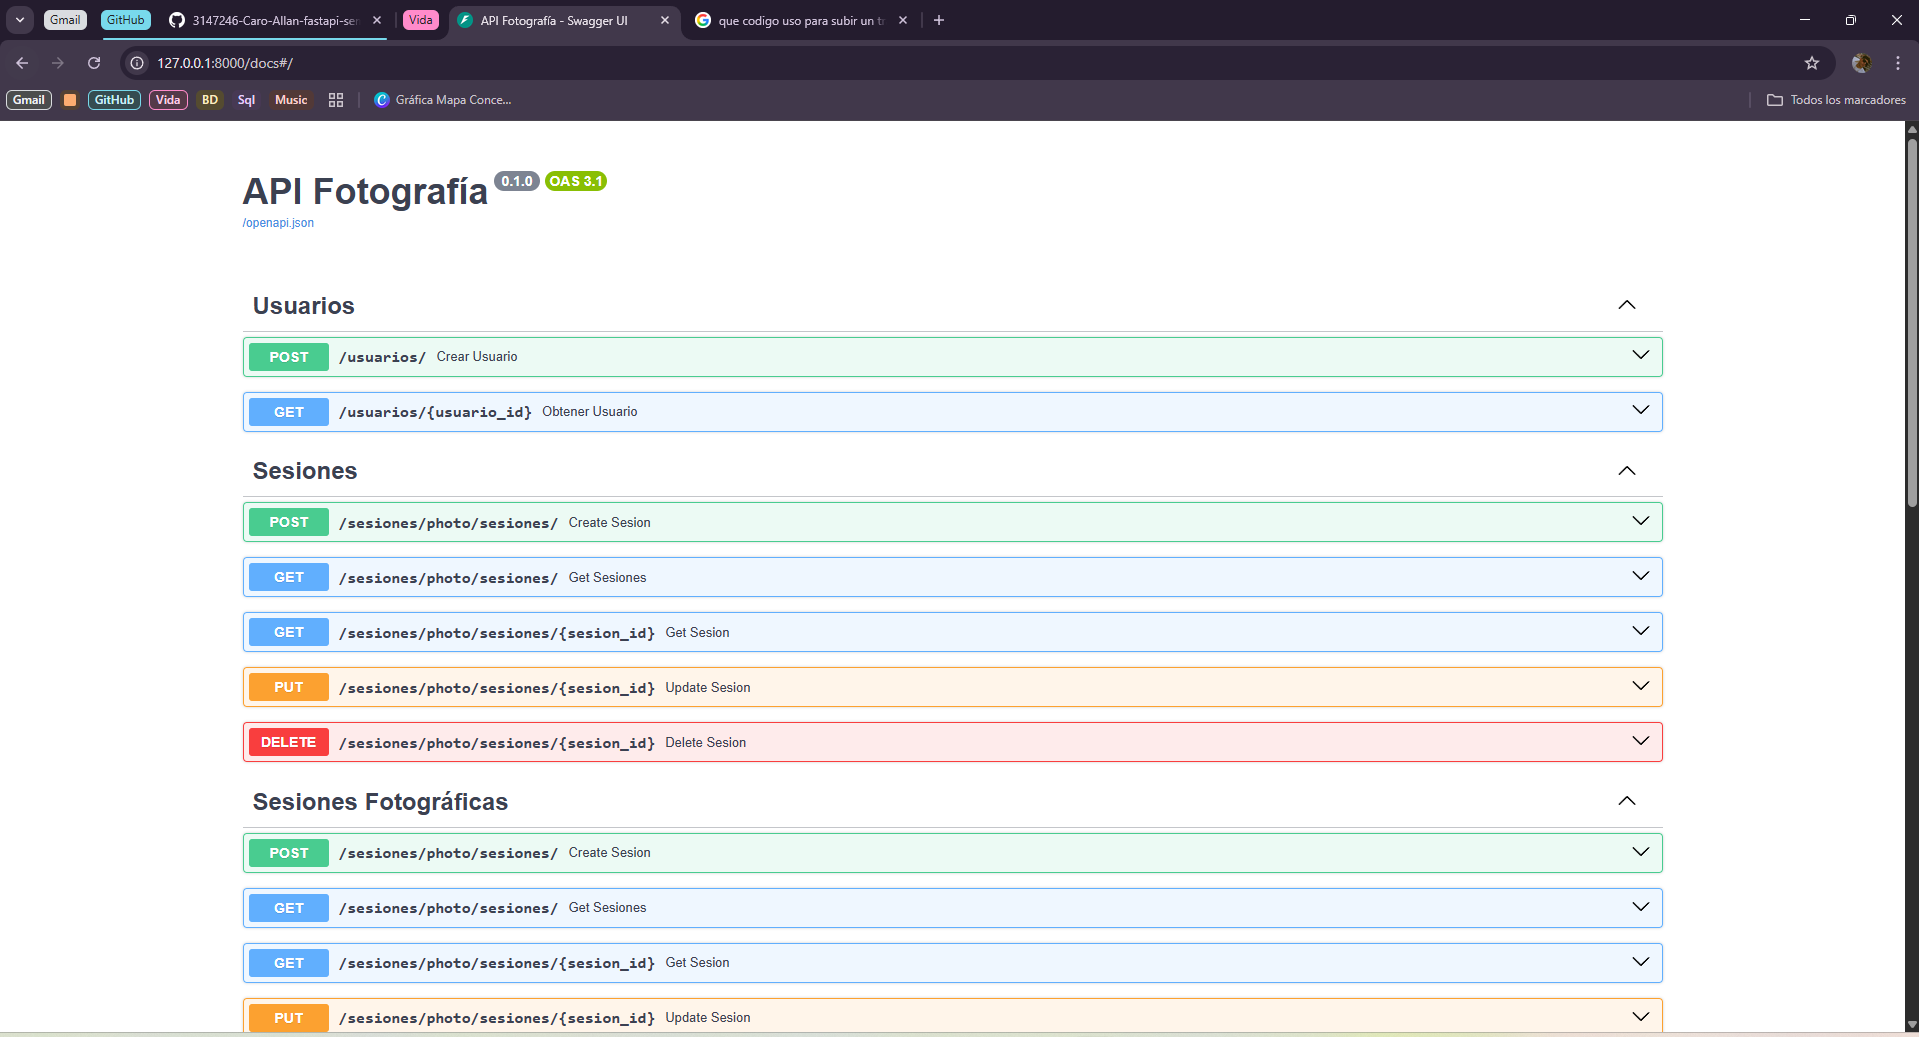 Gmail GitHub 3147246-Caro-Allan-fastapi-se Vida API Fotografía - Swagger UI que codigo uso para subir un
127.0.0.1:8000/docs#/
Gmail GitHub Vida BD Sql Music Gráfica Mapa Conce... Todos los marcadores
API Fotografía 0.1.0 OAS 3.1
/openapi.json
Usuarios
POST /usuarios/ Crear Usuario
GET /usuarios/{usuario_id} Obtener Usuario
Sesiones
POST /sesiones/photo/sesiones/ Create Sesion
GET /sesiones/photo/sesiones/ Get Sesiones
GET /sesiones/photo/sesiones/{sesion_id} Get Sesion
PUT /sesiones/photo/sesiones/{sesion_id} Update Sesion
DELETE /sesiones/photo/sesiones/{sesion_id} Delete Sesion
Sesiones Fotográficas
POST /sesiones/photo/sesiones/ Create Sesion
GET /sesiones/photo/sesiones/ Get Sesiones
GET /sesiones/photo/sesiones/{sesion_id} Get Sesion
PUT /sesiones/photo/sesiones/{sesion_id} Update Sesion